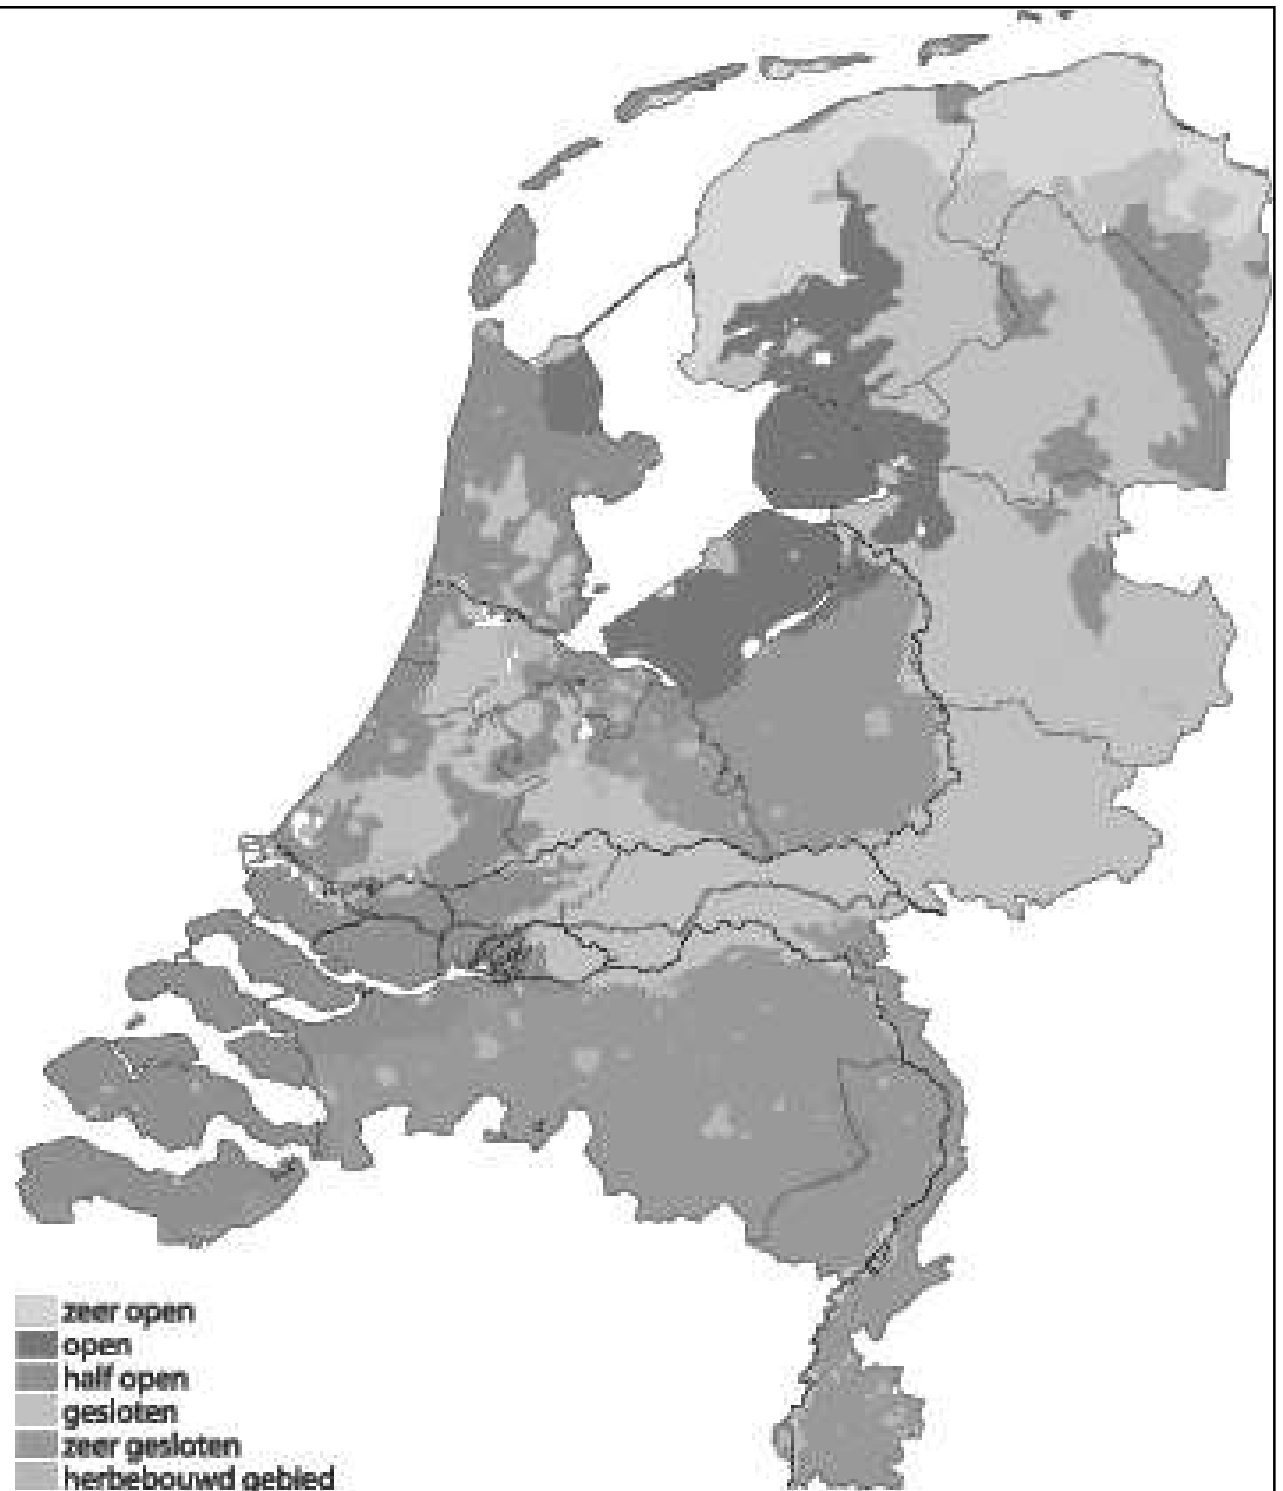 zeer open
open
half open
gesloten
zeer gesloten
herbebouwd gebied